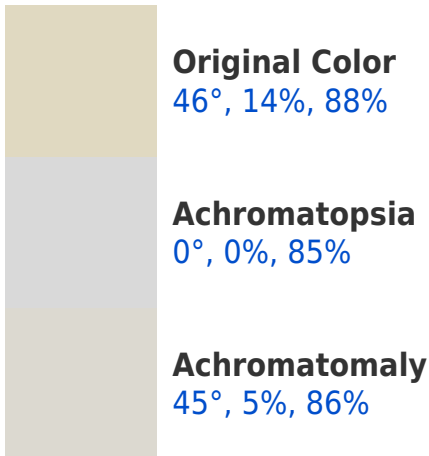 Original Color
46°, 14%, 88%
Achromatopsia
0°, 0%, 85%
Achromatomaly
45°, 5%, 86%